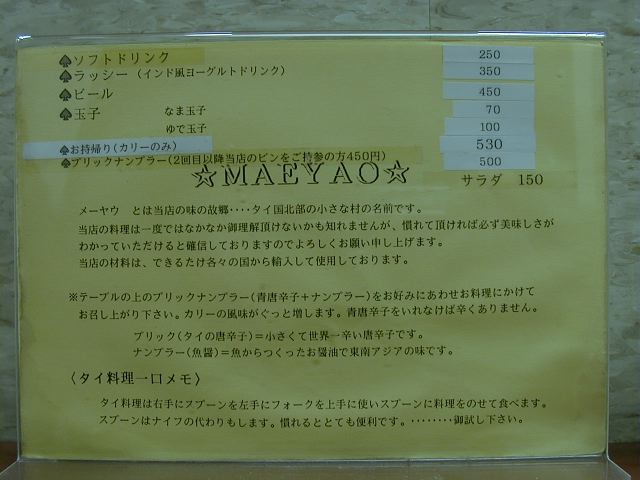 ♠ソフトドリンク 250
♠ラッシー（インド風ヨーグルトドリンク） 350
♠ビール 450
♠玉子 なま玉子 70
ゆで玉子 100
♠お持帰り(カリーのみ) 530
♠ブリックナンプラー(2回目以降当店のビンをご持参の方450円) 500
☆MAEYAO☆ サラダ 150
メーヤウ とは当店の味の故郷‥‥タイ国北部の小さな村の名前です。
当店の料理は一度ではなかなか御理解頂けないかも知れませんが、慣れて頂ければ必ず美味しさが
わかっていただけると確信しておりますのでよろしくお願い申し上げます。
当店の材料は、できるたけ各々の国から輸入して使用しております。
※テーブルの上のブリックナンプラー(青唐辛子＋ナンプラー)をお好みにあわせお料理にかけて
お召し上がり下さい。カリーの風味がぐっと増します。青唐辛子をいれなけば辛くありません。
ブリック(タイの唐辛子)＝小さくて世界一辛い唐辛子です。
ナンプラー(魚醤)＝魚からつくったお醤油で東南アジアの味です。
〈タイ料理一口メモ〉
タイ料理は右手にスプーンを左手にフォークを上手に使いスプーンに料理をのせて食べます。
スプーンはナイフの代わりもします。慣れるととても便利です。‥‥‥‥御試し下さい。